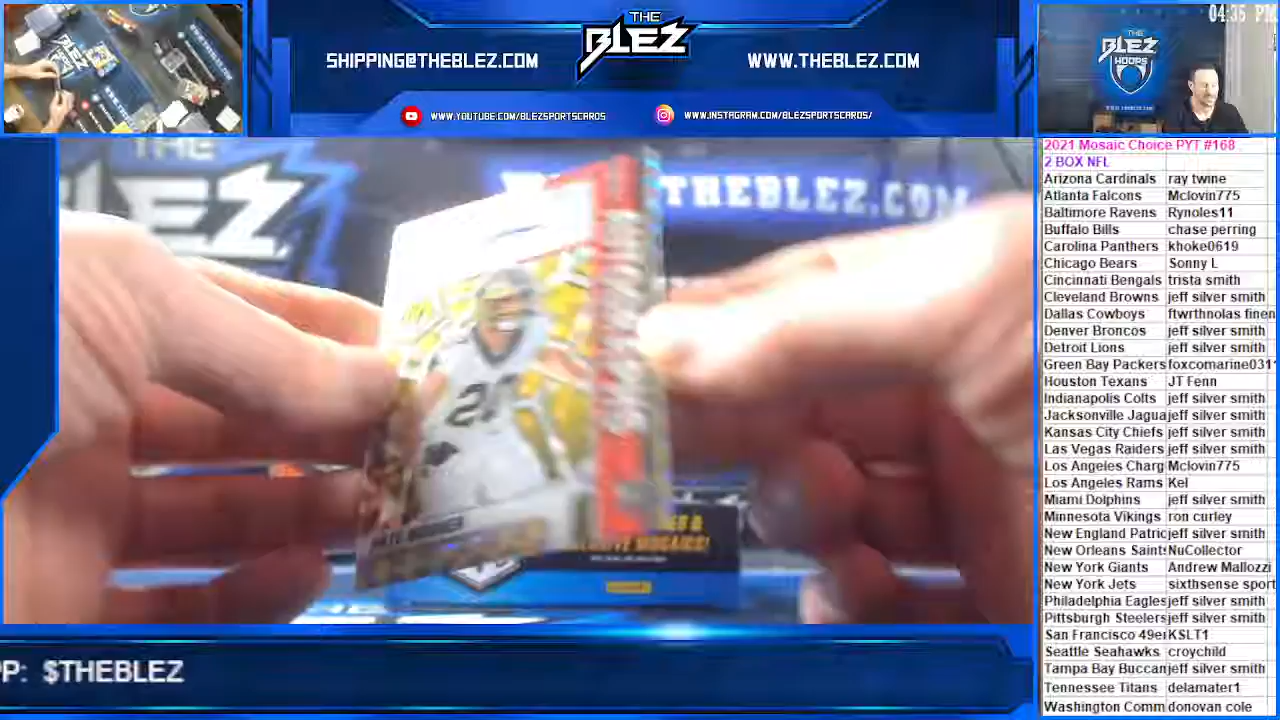 04:35 PM
THE
BLEZ
SHIPPING@THEBLEZ.COM
WWW.THEBLEZ.COM
WWW.YOUTUBE.COM/BLEZSPORTSCARDS
WWW.INSTAGRAM.COM/BLEZSPORTSCARDS/
THE
BLEZ
HOOPS
THE
BLEZ
THEBLEZ.COM
2021 Mosaic Choice PYT #168
2 BOX NFL
Arizona Cardinals ray twine
Atlanta Falcons Mclovin775
Baltimore Ravens Rynoles11
Buffalo Bills chase perring
Carolina Panthers khoke0619
Chicago Bears Sonny L
Cincinnati Bengals trista smith
Cleveland Browns jeff silver smith
Dallas Cowboys ftwrthnolas finen
Denver Broncos jeff silver smith
Detroit Lions jeff silver smith
Green Bay Packers foxcomarine031
Houston Texans JT Fenn
Indianapolis Colts jeff silver smith
Jacksonville Jagua jeff silver smith
Kansas City Chiefs jeff silver smith
Las Vegas Raiders jeff silver smith
Los Angeles Charg Mclovin775
Los Angeles Rams Kel
Miami Dolphins jeff silver smith
Minnesota Vikings ron curley
New England Patric jeff silver smith
New Orleans Saints NuCollector
New York Giants Andrew Mallozzi
New York Jets sixthsense sport
Philadelphia Eagles jeff silver smith
Pittsburgh Steelers jeff silver smith
San Francisco 49er KSLT1
Seattle Seahawks croychild
Tampa Bay Buccan jeff silver smith
Tennessee Titans delamater1
Washington Comm donovan cole
PP: $THEBLEZ